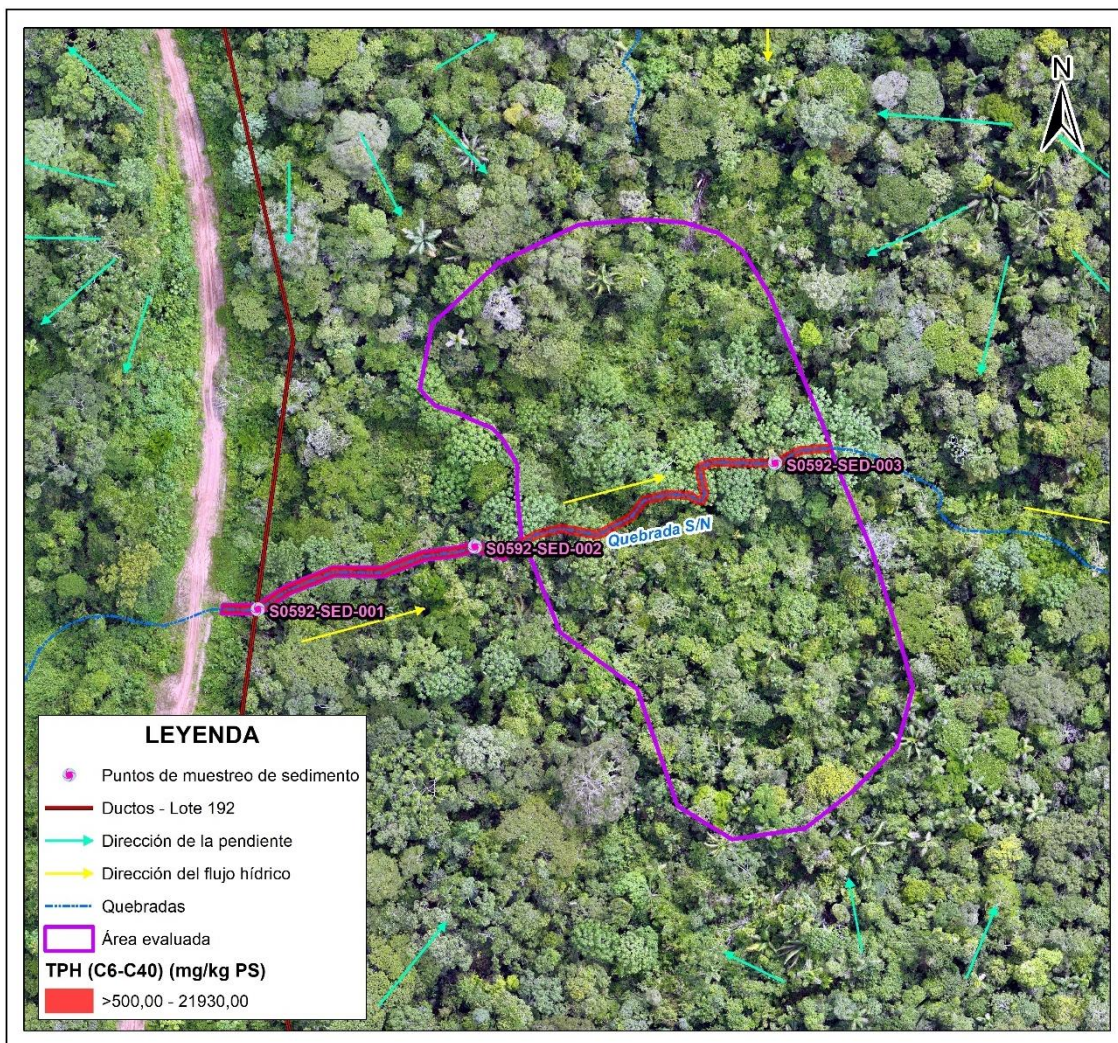 N
S0592-SED-003
Quebrada S/N
S0592-SED-002
S0592-SED-001
LEYENDA
Puntos de muestreo de sedimento
Ductos - Lote 192
Dirección de la pendiente
Dirección del flujo hídrico
Quebradas
Área evaluada
TPH (C6-C40) (mg/kg PS)
>500,00 - 21930,00